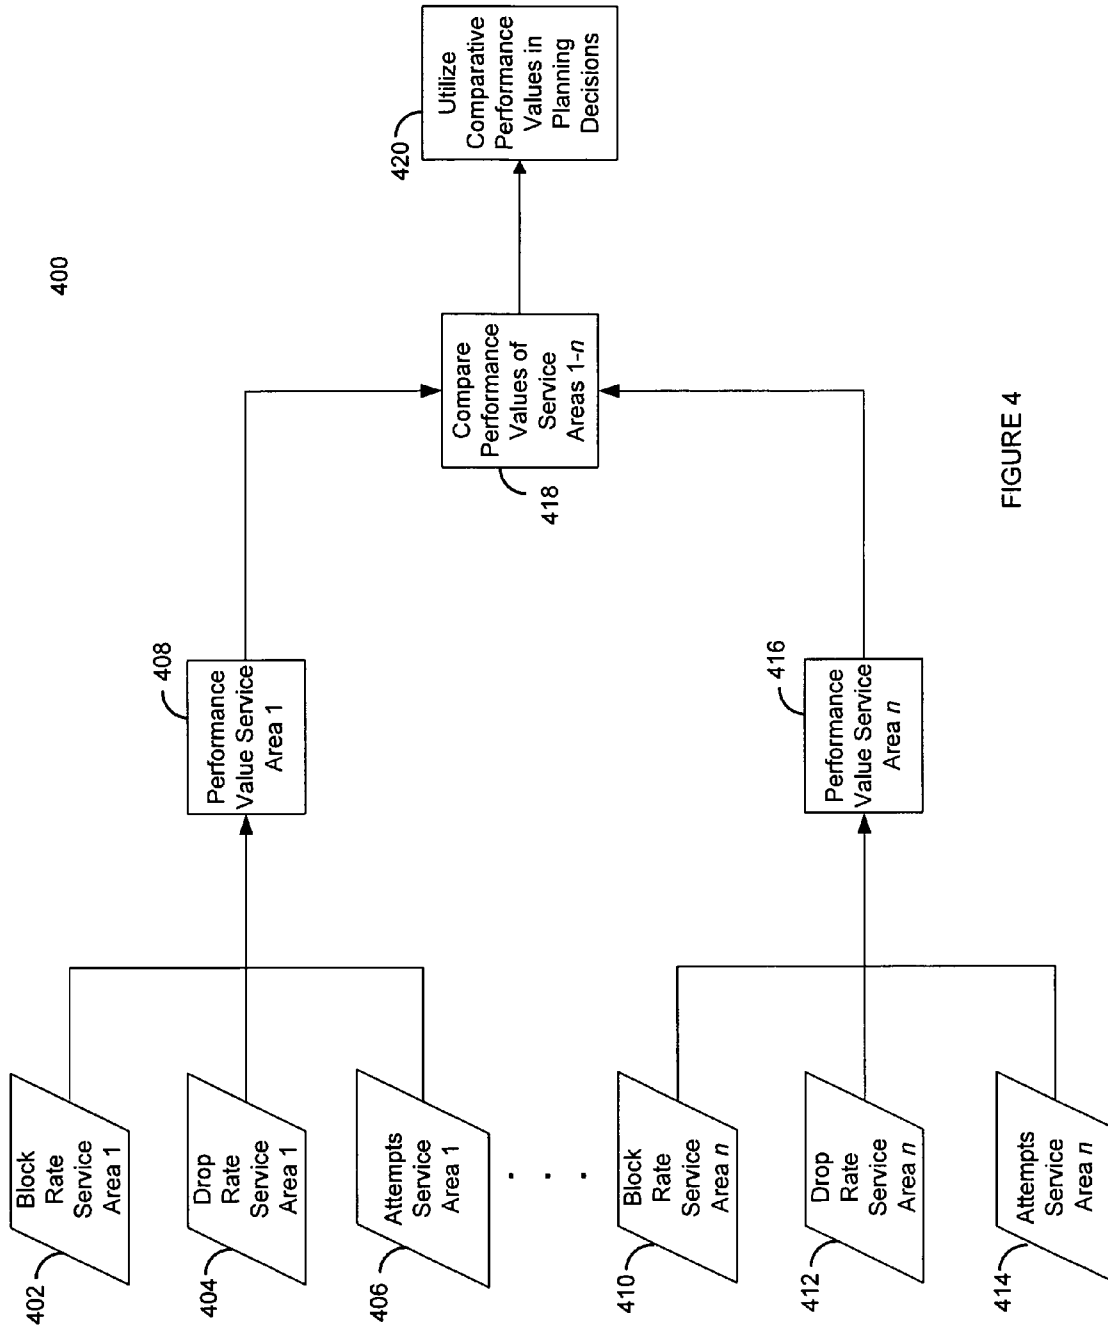 400
402
Block
Rate
Service
Area 1
404
Drop
Rate
Service
Area 1
406
Attempts
Service
Area 1
. . .
410
Block
Rate
Service
Area n
412
Drop
Rate
Service
Area n
414
Attempts
Service
Area n
408
Performance
Value Service
Area 1
416
Performance
Value Service
Area n
418
Compare
Performance
Values of
Service
Areas 1-n
420
Utilize
Comparative
Performance
Values in
Planning
Decisions
FIGURE 4